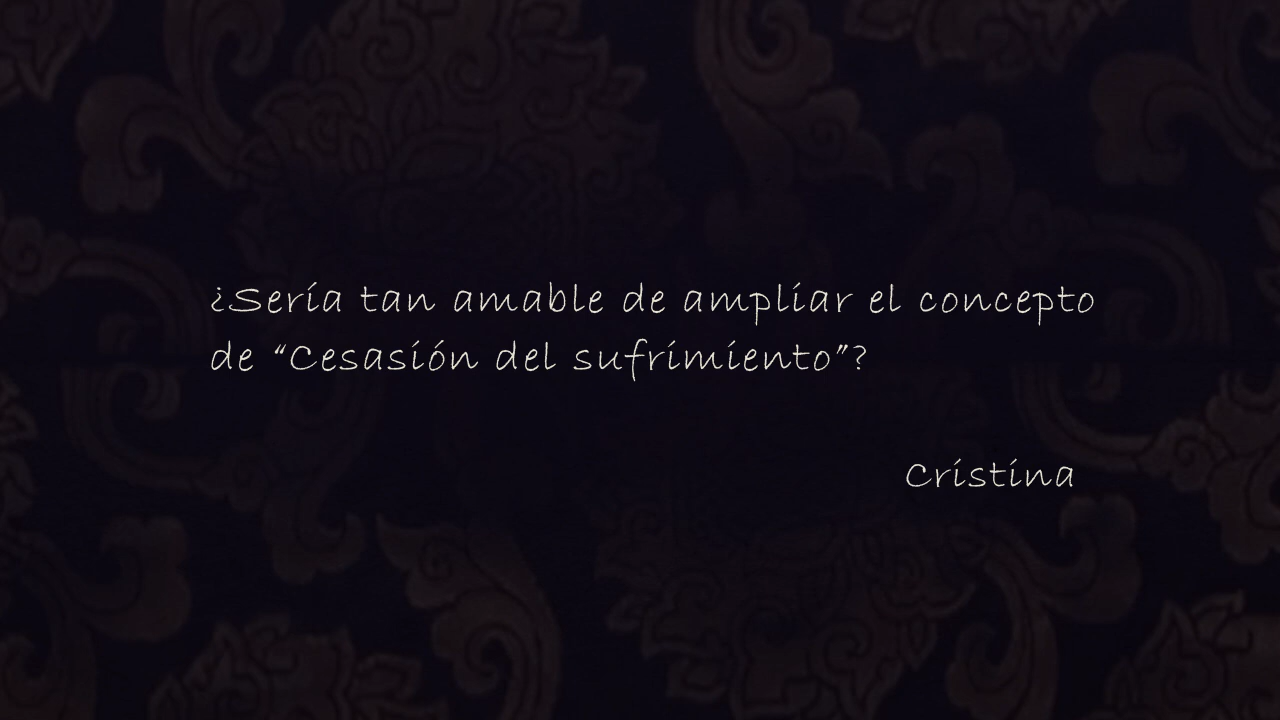 ¿Sería tan amable de ampliar el concepto
de “Cesasión del sufrimiento”?
Cristina